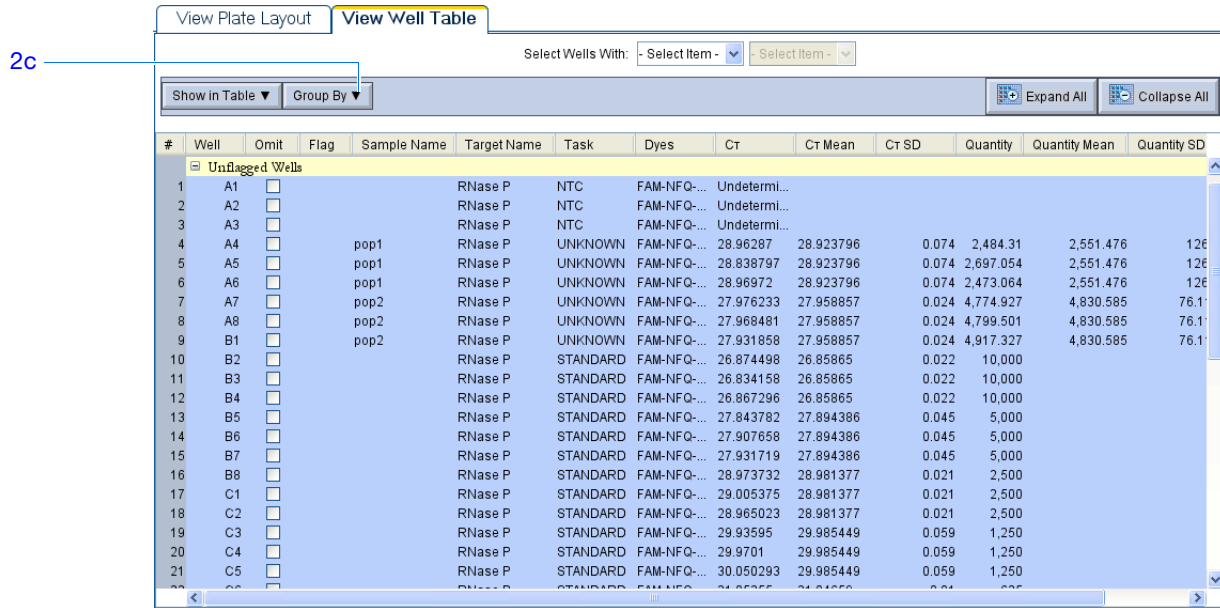 View Plate Layout View Well Table
2c
Select Wells With: - Select Item - - Select Item -
Show in Table ▼ Group By ▼ Expand All Collapse All
# Well Omit Flag Sample Name Target Name Task Dyes CT CT Mean CT SD Quantity Quantity Mean Quantity SD
Unflagged Wells
1 A1 RNase P NTC FAM-NFQ-... Undetermi...
2 A2 RNase P NTC FAM-NFQ-... Undetermi...
3 A3 RNase P NTC FAM-NFQ-... Undetermi...
4 A4 pop1 RNase P UNKNOWN FAM-NFQ-... 28.96287 28.923796 0.074 2,484.31 2,551.476 126
5 A5 pop1 RNase P UNKNOWN FAM-NFQ-... 28.838797 28.923796 0.074 2,697.054 2,551.476 126
6 A6 pop1 RNase P UNKNOWN FAM-NFQ-... 28.96972 28.923796 0.074 2,473.064 2,551.476 126
7 A7 pop2 RNase P UNKNOWN FAM-NFQ-... 27.976233 27.958857 0.024 4,774.927 4,830.585 76.1
8 A8 pop2 RNase P UNKNOWN FAM-NFQ-... 27.968481 27.958857 0.024 4,799.501 4,830.585 76.1
9 B1 pop2 RNase P UNKNOWN FAM-NFQ-... 27.931858 27.958857 0.024 4,917.327 4,830.585 76.1
10 B2 RNase P STANDARD FAM-NFQ-... 26.874498 26.85865 0.022 10,000
11 B3 RNase P STANDARD FAM-NFQ-... 26.834158 26.85865 0.022 10,000
12 B4 RNase P STANDARD FAM-NFQ-... 26.867296 26.85865 0.022 10,000
13 B5 RNase P STANDARD FAM-NFQ-... 27.843782 27.894386 0.045 5,000
14 B6 RNase P STANDARD FAM-NFQ-... 27.907658 27.894386 0.045 5,000
15 B7 RNase P STANDARD FAM-NFQ-... 27.931719 27.894386 0.045 5,000
16 B8 RNase P STANDARD FAM-NFQ-... 28.973732 28.981377 0.021 2,500
17 C1 RNase P STANDARD FAM-NFQ-... 29.005375 28.981377 0.021 2,500
18 C2 RNase P STANDARD FAM-NFQ-... 28.965023 28.981377 0.021 2,500
19 C3 RNase P STANDARD FAM-NFQ-... 29.93595 29.985449 0.059 1,250
20 C4 RNase P STANDARD FAM-NFQ-... 29.9701 29.985449 0.059 1,250
21 C5 RNase P STANDARD FAM-NFQ-... 30.050293 29.985449 0.059 1,250